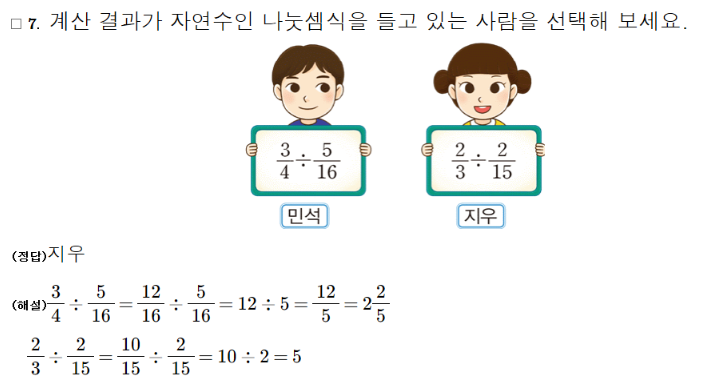 □ 7. 계산 결과가 자연수인 나눗셈식을 들고 있는 사람을 선택해 보세요.
3/4 ÷ 5/16
2/3 ÷ 2/15
민석
지우
(정답)지우
(해설) 3/4 ÷ 5/16 = 12/16 ÷ 5/16 = 12 ÷ 5 = 12/5 = 2 2/5
2/3 ÷ 2/15 = 10/15 ÷ 2/15 = 10 ÷ 2 = 5